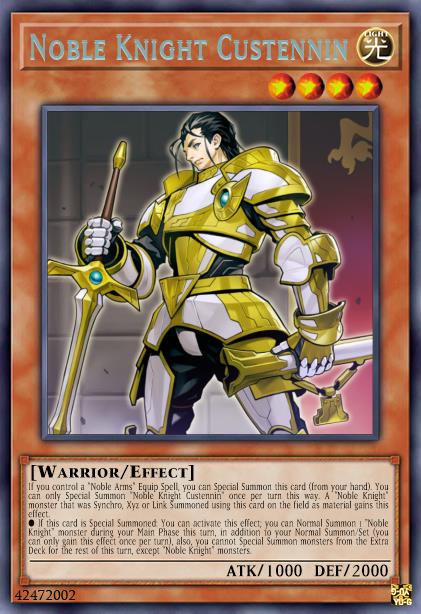 NOBLE KNIGHT CUSTENNIN
LIGHT
光
[WARRIOR/EFFECT]
If you control a "Noble Arms" Equip Spell, you can Special Summon this card (from your hand). You
can only Special Summon "Noble Knight Custennin" once per turn this way. A "Noble Knight"
monster that was Synchro, Xyz or Link Summoned using this card on the field as material gains this
effect.
● If this card is Special Summoned: You can activate this effect; you can Normal Summon 1 "Noble
Knight" monster during your Main Phase this turn, in addition to your Normal Summon/Set (you
can only gain this effect once per turn), also, you cannot Special Summon monsters from the Extra
Deck for the rest of this turn, except "Noble Knight" monsters.
ATK/1000 DEF/2000
42472002